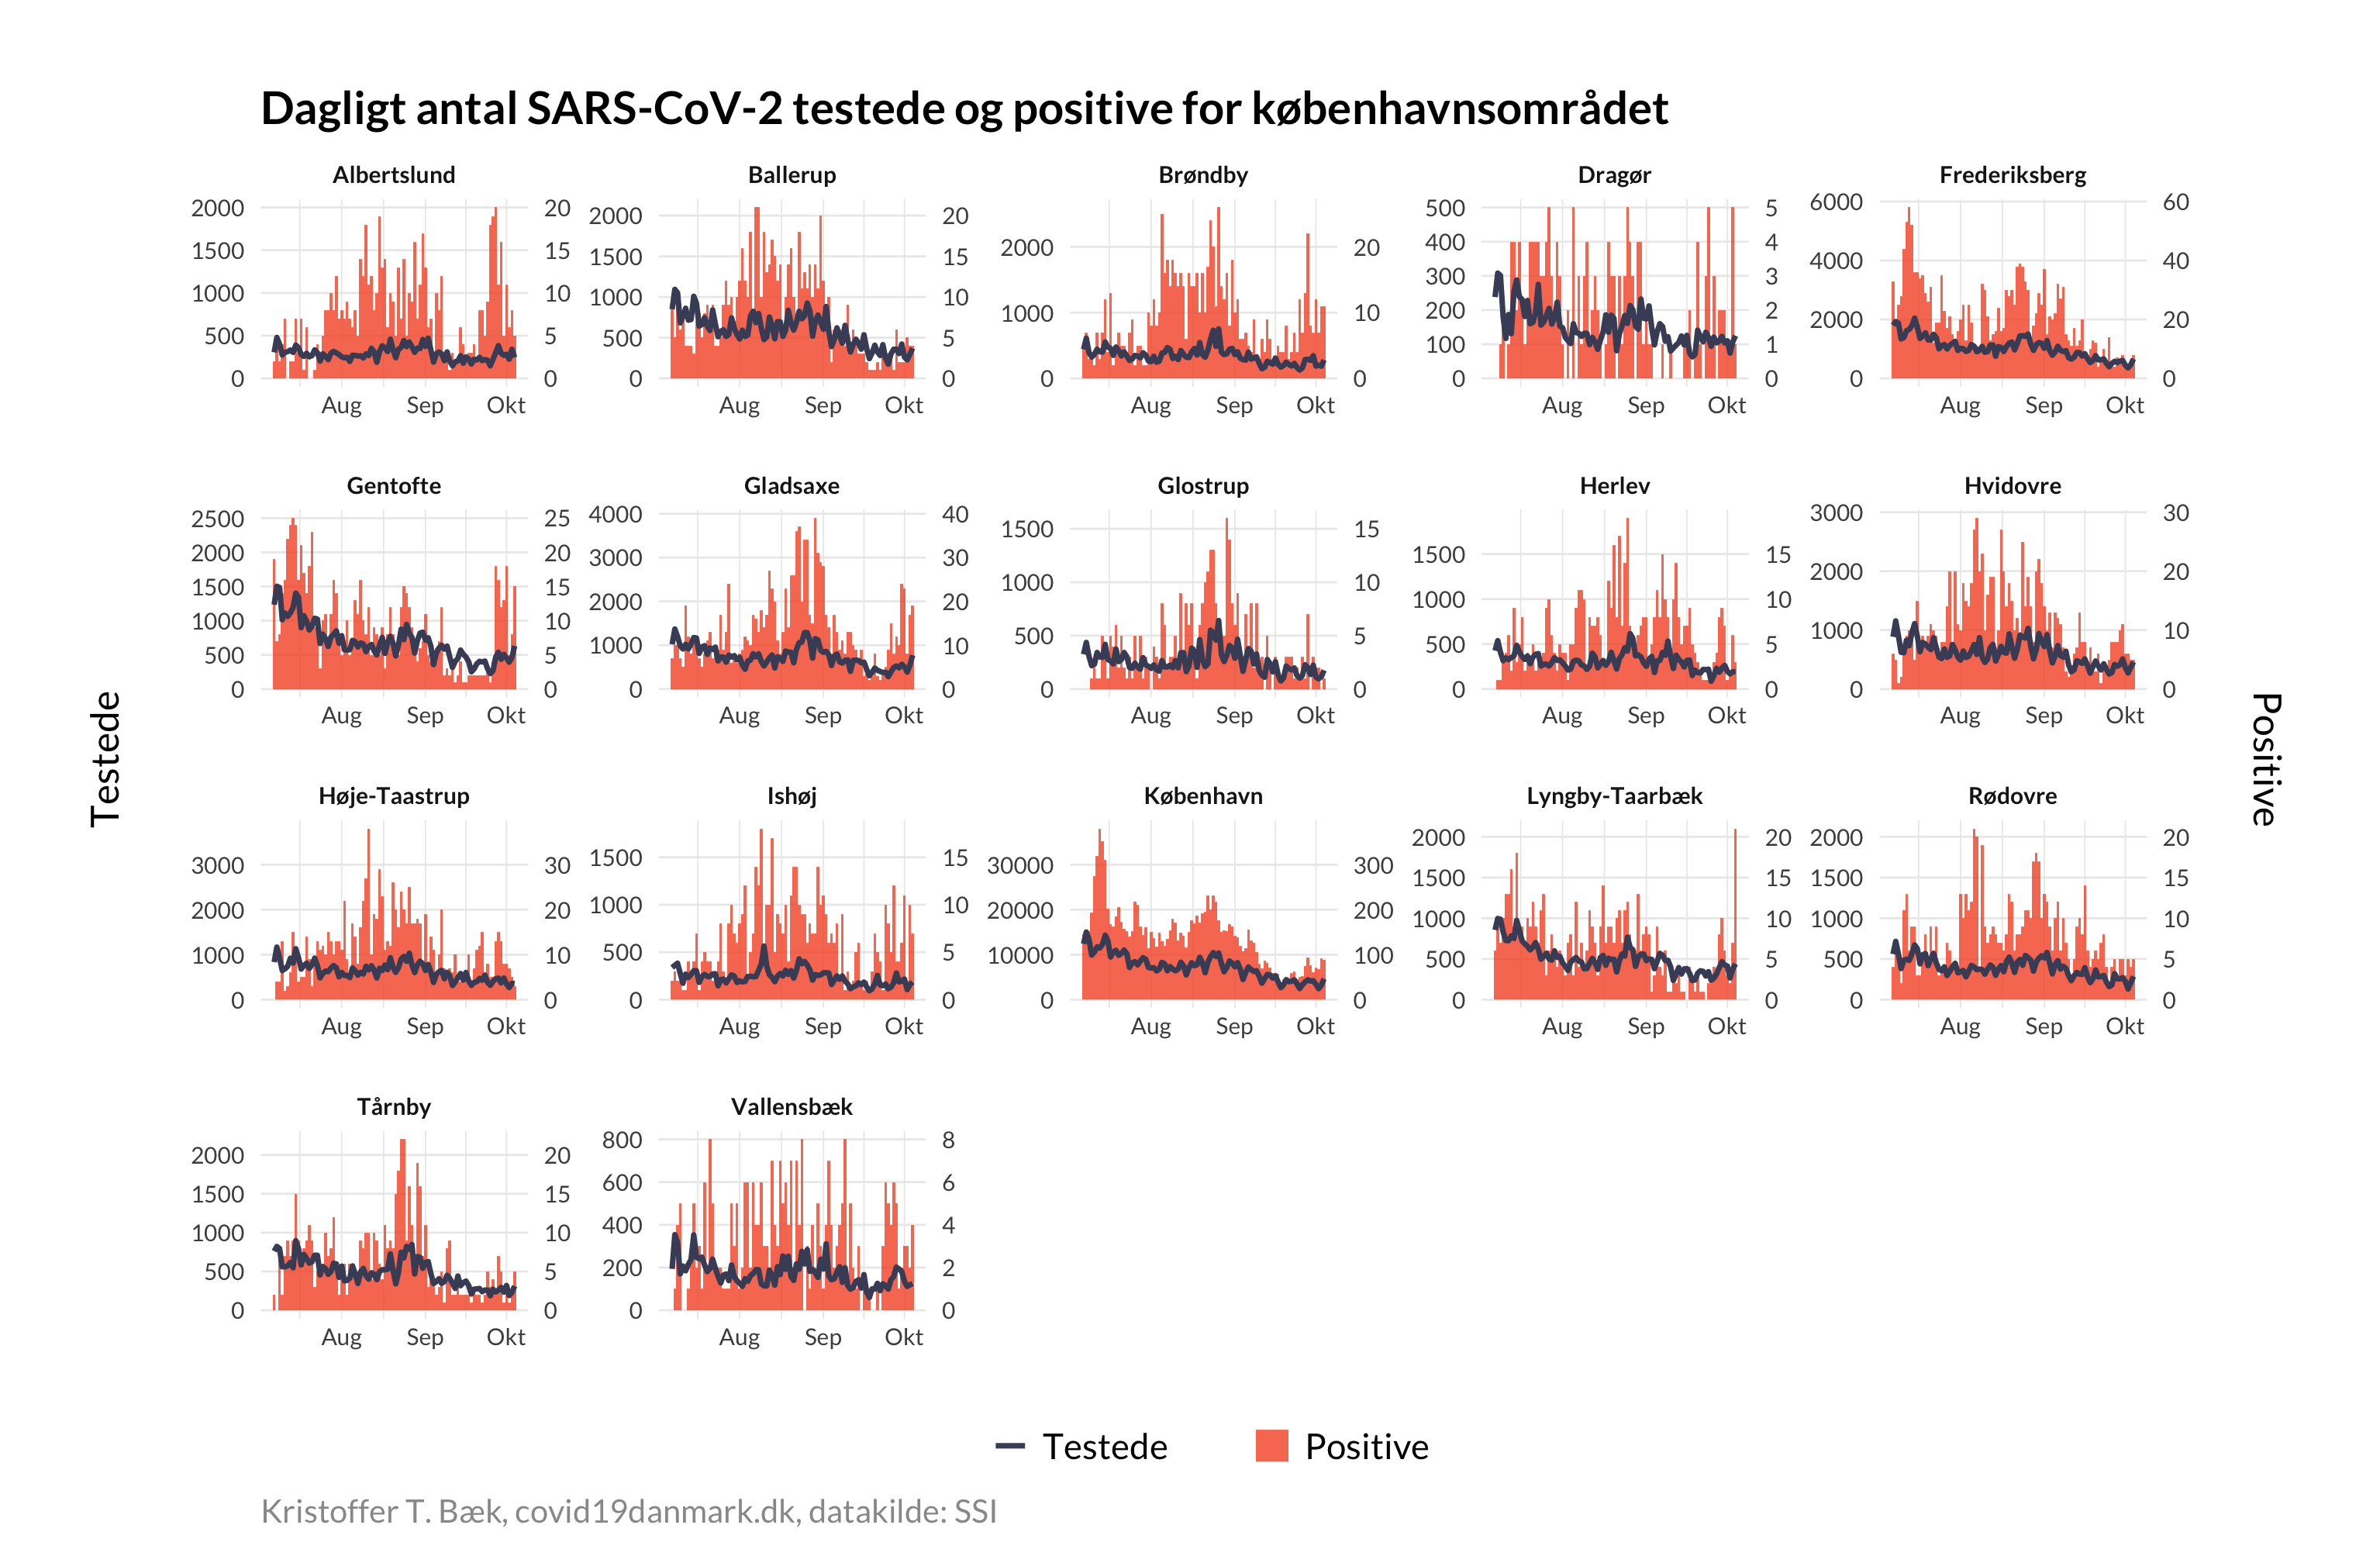 Dagligt antal SARS-CoV-2 testede og positive for københavnsområdet
Albertslund Ballerup Brøndby Dragør Frederiksberg
2000 20 2000 20 500 5 6000 60
1500 15 1500 15 2000 20 400 4 4000 40
1000 10 1000 10 1000 10 300 3 2000 20
500 5 500 5 0 0 200 2 0 0
0 0 0 0 100 1
0 0
Aug Sep Okt Aug Sep Okt Aug Sep Okt Aug Sep Okt Aug Sep Okt
Gentofte Gladsaxe Glostrup Herlev Hvidovre
2500 25 4000 40 1500 15 1500 15 3000 30
2000 20 3000 30 1000 10 1000 10 2000 20
1500 15 2000 20 500 5 500 5 1000 10
1000 10 1000 10 0 0 0 0 0 0
500 5 0 0
0 0
Aug Sep Okt Aug Sep Okt Aug Sep Okt Aug Sep Okt Aug Sep Okt
Testede
Positive
Høje-Taastrup Ishøj København Lyngby-Taarbæk Rødovre
3000 30 1500 15 30000 300 2000 20 2000 20
2000 20 1000 10 20000 200 1500 15 1500 15
1000 10 500 5 10000 100 1000 10 1000 10
0 0 0 0 0 0 500 5 500 5
0 0 0 0
Aug Sep Okt Aug Sep Okt Aug Sep Okt Aug Sep Okt Aug Sep Okt
Tårnby Vallensbæk
2000 20 800 8
1500 15 600 6
1000 10 400 4
500 5 200 2
0 0 0 0
Aug Sep Okt Aug Sep Okt
Testede Positive
Kristoffer T. Bæk, covid19danmark.dk, datakilde: SSI